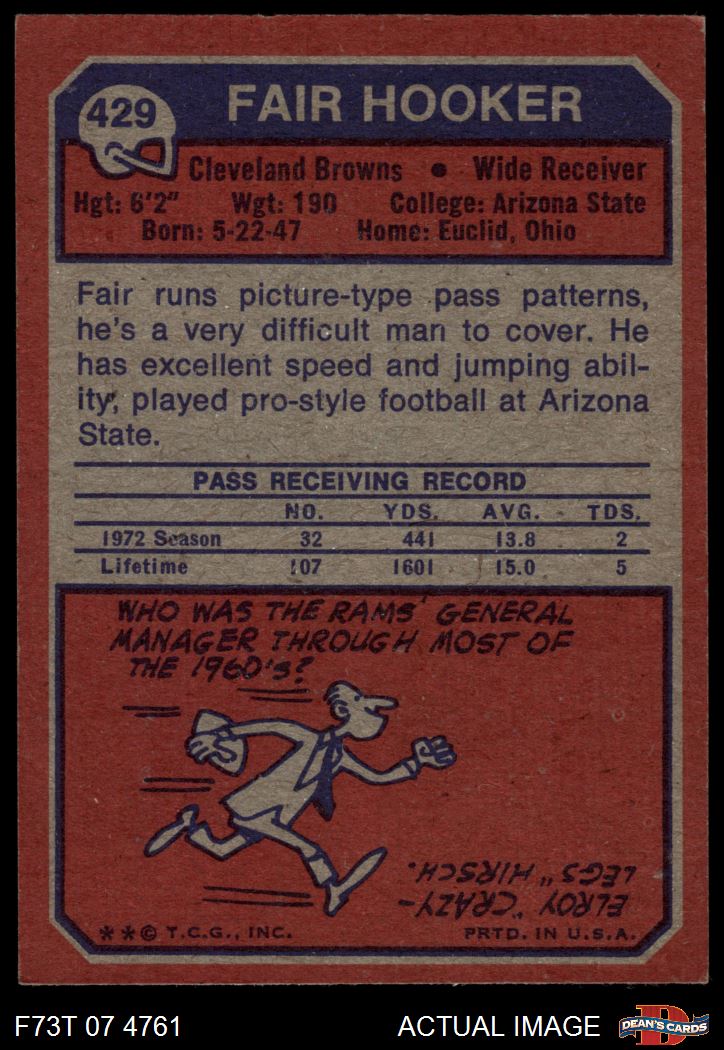 429
FAIR HOOKER
Cleveland Browns • Wide Receiver
Hgt: 6'2" Wgt: 190 College: Arizona State
Born: 5-22-47 Home: Euclid, Ohio
Fair runs picture-type pass patterns,
he's a very difficult man to cover. He
has excellent speed and jumping abil-
ity, played pro-style football at Arizona
State.
PASS RECEIVING RECORD
NO. YDS. AVG. TDS.
1972 Season 32 441 13.8 2
Lifetime 107 1601 15.0 5
WHO WAS THE RAMS' GENERAL
MANAGER THROUGH MOST OF
THE 1960's?
ELROY "CRAZY-
LEGS" HIRSCH.
**© T.C.G., INC. PRTD. IN U.S.A.
F73T 07 4761 ACTUAL IMAGE
D
DEAN'S CARDS